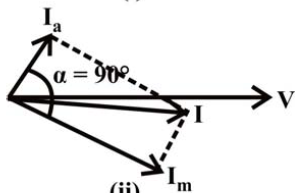 Iₐ
α = 90°
V
I
Iₘ
(ii)